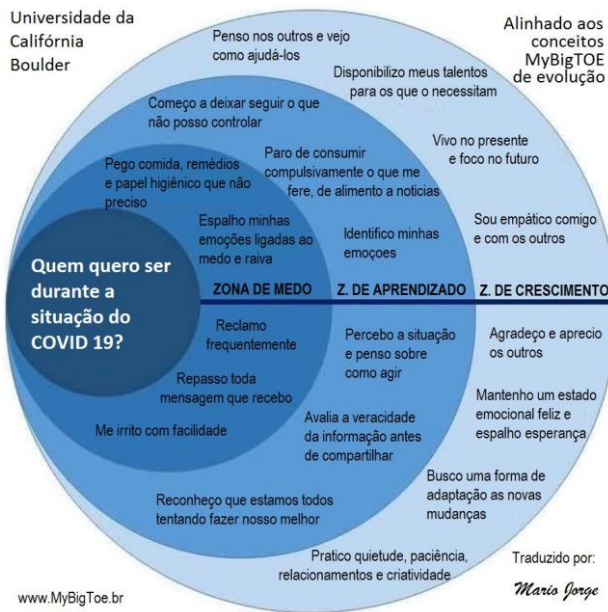 Universidade da
Califórnia
Boulder
Alinhado aos
conceitos
MyBigTOE
de evolução
Penso nos outros e vejo
como ajudá-los
Disponibilizo meus talentos
para os que o necessitam
Começo a deixar seguir o que
não posso controlar
Vivo no presente
e foco no futuro
Paro de consumir
compulsivamente o que me
fere, de alimento a noticias
Pego comida, remédios
e papel higiênico que não
preciso
Espalho minhas
emoções ligadas ao
medo e raiva
Identifico minhas
emoçoes
Sou empático comigo
e com os outros
Quem quero ser
durante a
situação do
COVID 19?
ZONA DE MEDO
Z. DE APRENDIZADO
Z. DE CRESCIMENTO
Reclamo
frequentemente
Percebo a situação
e penso sobre
como agir
Agradeço e aprecio
os outros
Repasso toda
mensagem que recebo
Mantenho um estado
emocional feliz e
espalho esperança
Me irrito com facilidade
Avalia a veracidade
da informação antes
de compartilhar
Busco uma forma de
adaptação as novas
mudanças
Reconheço que estamos todos
tentando fazer nosso melhor
Pratico quietude, paciência,
relacionamentos e criatividade
Traduzido por:
Mario Jorge
www.MyBigToe.br